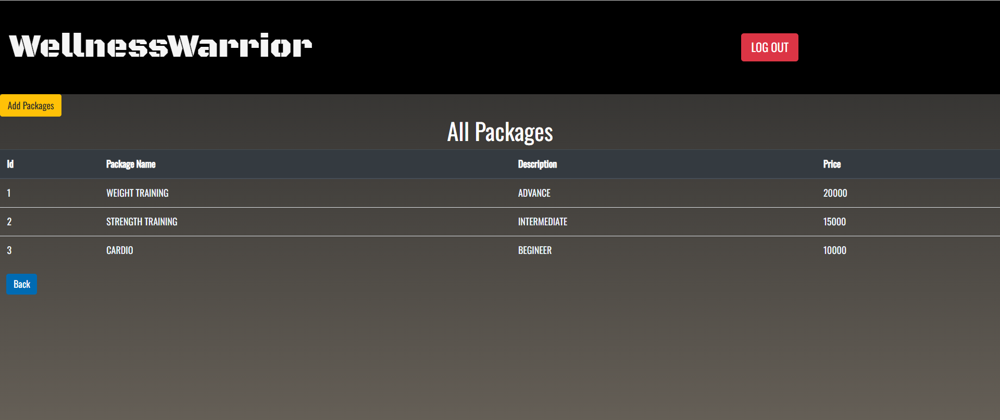 WellnessWarrior
LOG OUT
Add Packages
All Packages
Id Package Name Description Price
1 WEIGHT TRAINING ADVANCE 20000
2 STRENGTH TRAINING INTERMEDIATE 15000
3 CARDIO BEGINEER 10000
Back